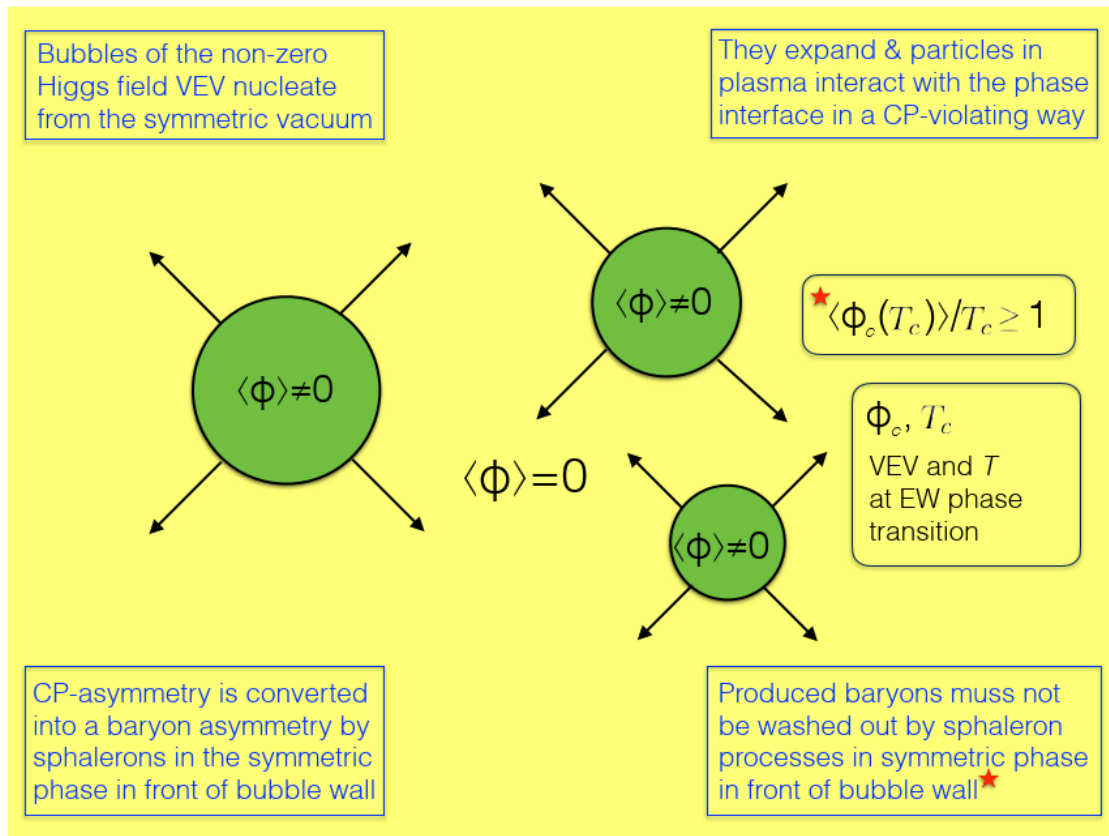 Bubbles of the non-zero
Higgs field VEV nucleate
from the symmetric vacuum
They expand & particles in
plasma interact with the phase
interface in a CP-violating way
⟨ϕ⟩≠0
⟨ϕ⟩≠0
★⟨ϕc(Tc)⟩/Tc ≥ 1
ϕc, Tc
VEV and T
at EW phase
transition
⟨ϕ⟩=0
⟨ϕ⟩≠0
CP-asymmetry is converted
into a baryon asymmetry by
sphalerons in the symmetric
phase in front of bubble wall
Produced baryons muss not
be washed out by sphaleron
processes in symmetric phase
in front of bubble wall★